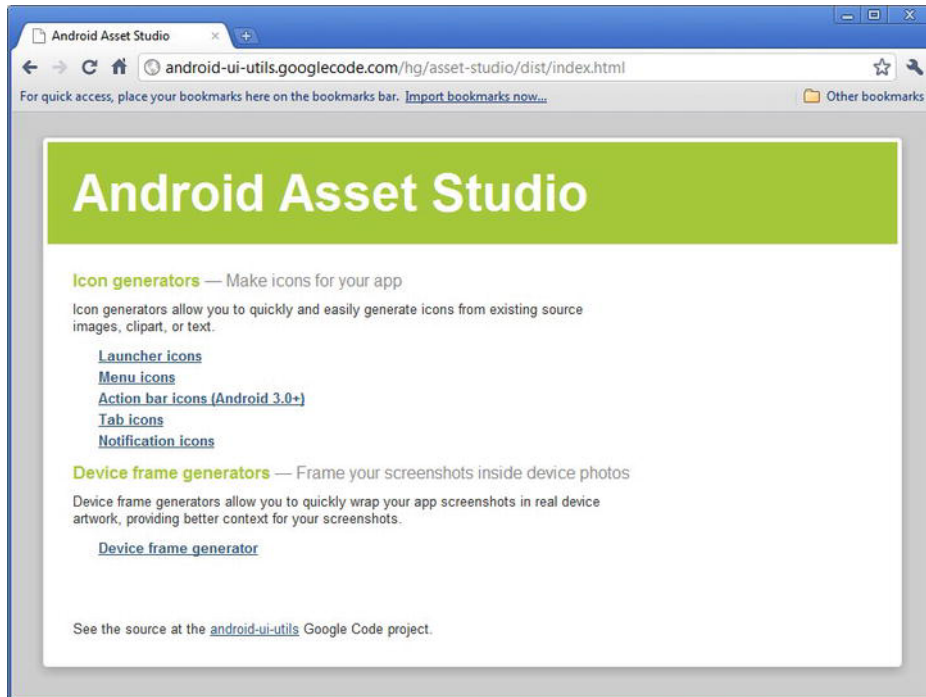 Android Asset Studio
android-ui-utils.googlecode.com/hg/asset-studio/dist/index.html
For quick access, place your bookmarks here on the bookmarks bar. Import bookmarks now...
Other bookmarks
Android Asset Studio
Icon generators — Make icons for your app
Icon generators allow you to quickly and easily generate icons from existing source
images, clipart, or text.
Launcher icons
Menu icons
Action bar icons (Android 3.0+)
Tab icons
Notification icons
Device frame generators — Frame your screenshots inside device photos
Device frame generators allow you to quickly wrap your app screenshots in real device
artwork, providing better context for your screenshots.
Device frame generator
See the source at the android-ui-utils Google Code project.